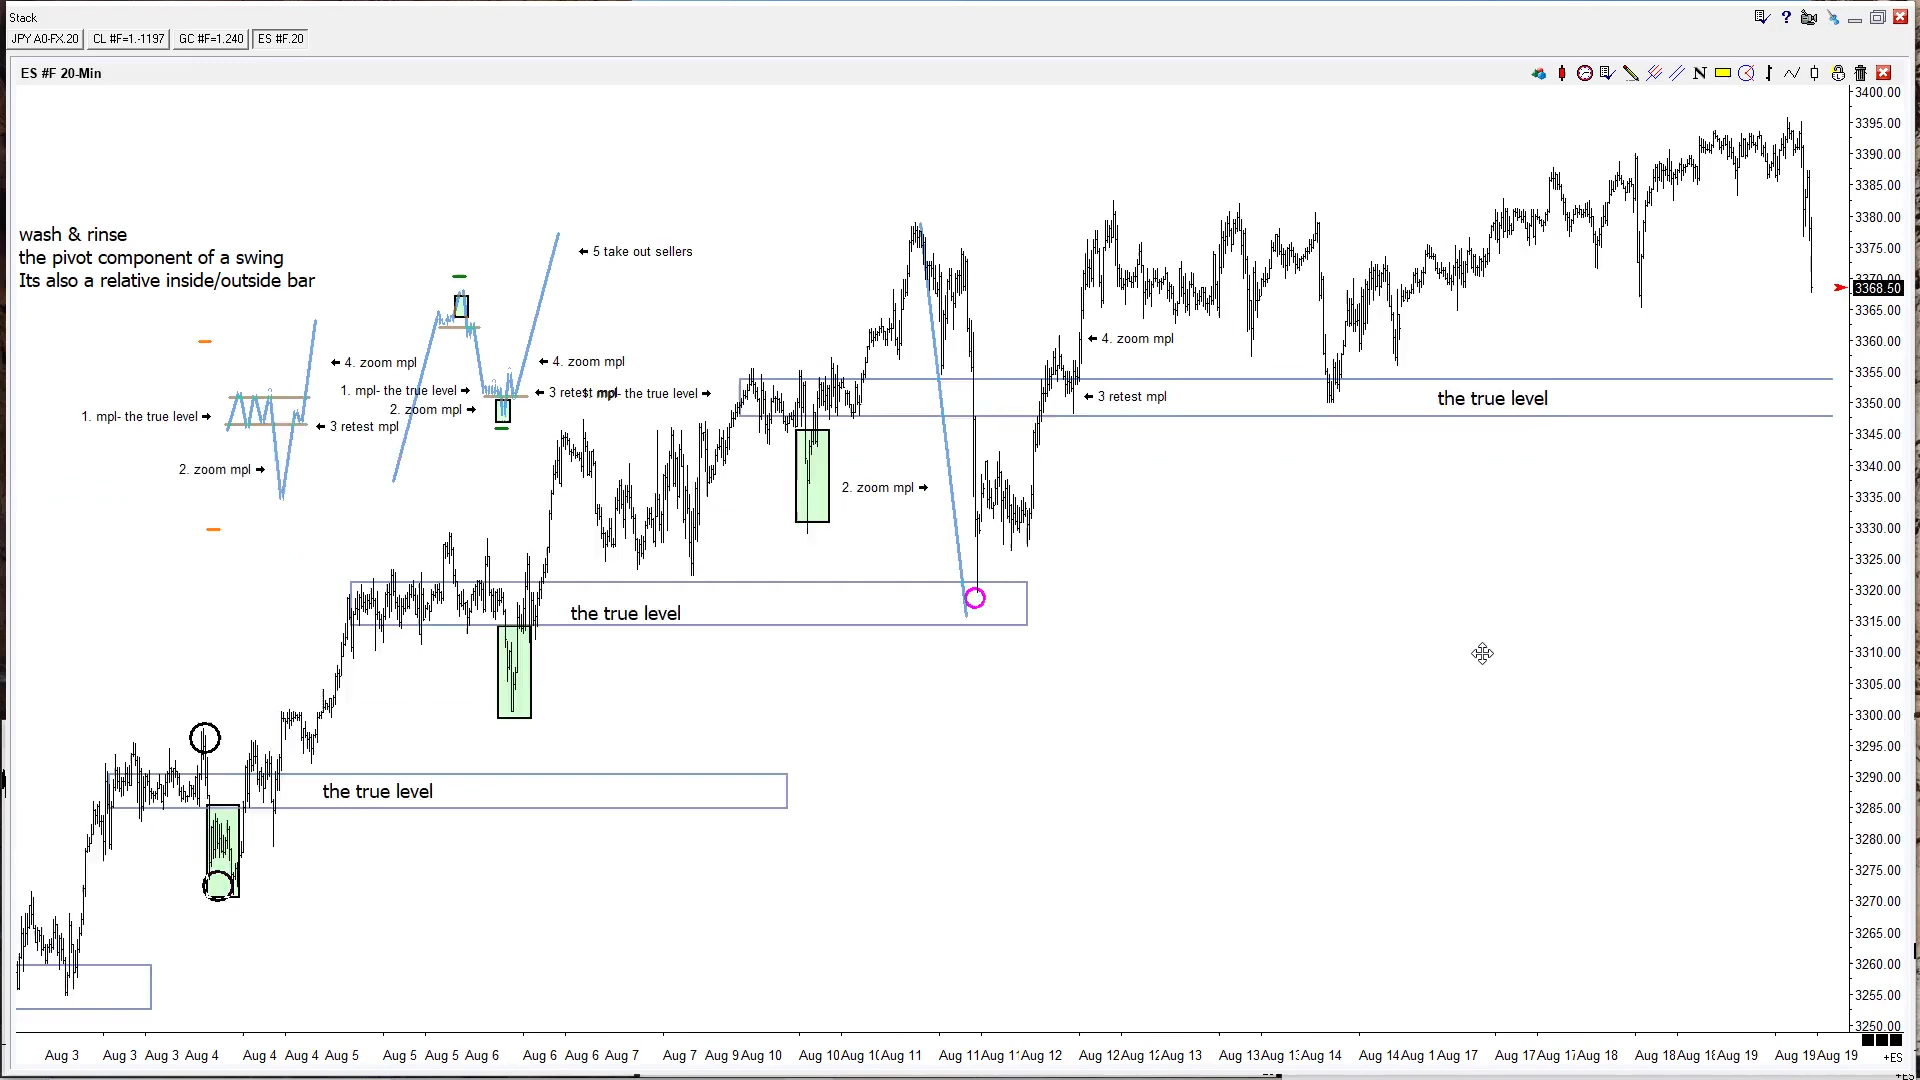 Stack
JPY A0-FX.20 CL #F=1.-1197 GC #F=1.240 ES #F.20
ES #F 20-Min
wash & rinse
the pivot component of a swing
Its also a relative inside/outside bar
1. mpl- the true level
2. zoom mpl
3 retest mpl
4. zoom mpl
1. mpl- the true level
2. zoom mpl
3 retest mpl
4. zoom mpl
5 take out sellers
mpl- the true level
2. zoom mpl
3 retest mpl
4. zoom mpl
the true level
the true level
the true level
3400.00
3395.00
3390.00
3385.00
3380.00
3375.00
3370.00
3368.50
3365.00
3360.00
3355.00
3350.00
3345.00
3340.00
3335.00
3330.00
3325.00
3320.00
3315.00
3310.00
3305.00
3300.00
3295.00
3290.00
3285.00
3280.00
3275.00
3270.00
3265.00
3260.00
3255.00
3250.00
Aug 3 Aug 3 Aug 3 Aug 4 Aug 4 Aug 4 Aug 5 Aug 5 Aug 5 Aug 6 Aug 6 Aug 6 Aug 7 Aug 7 Aug 9 Aug 10 Aug 10 Aug 11 Aug 11 Aug 12 Aug 12 Aug 13 Aug 13 Aug 14 Aug 14 Aug 17 Aug 17 Aug 18 Aug 18 Aug 19 Aug 19 Aug 19
+ES